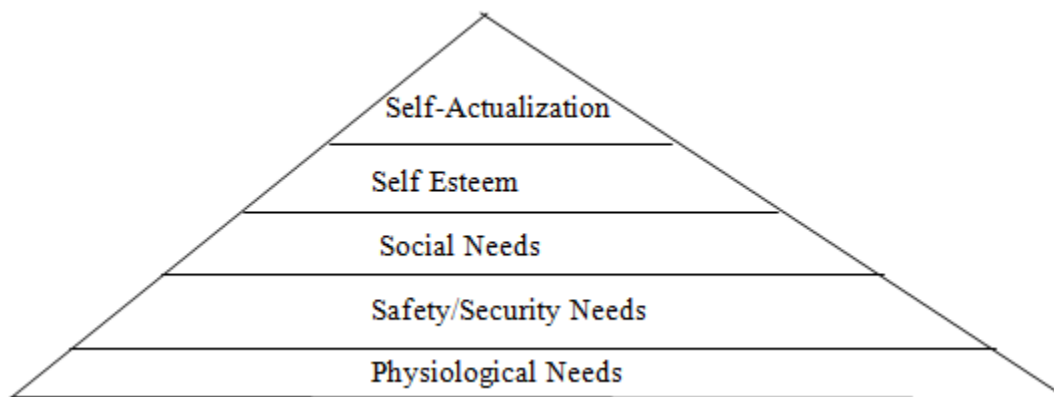 Self-Actualization
Self Esteem
Social Needs
Safety/Security Needs
Physiological Needs